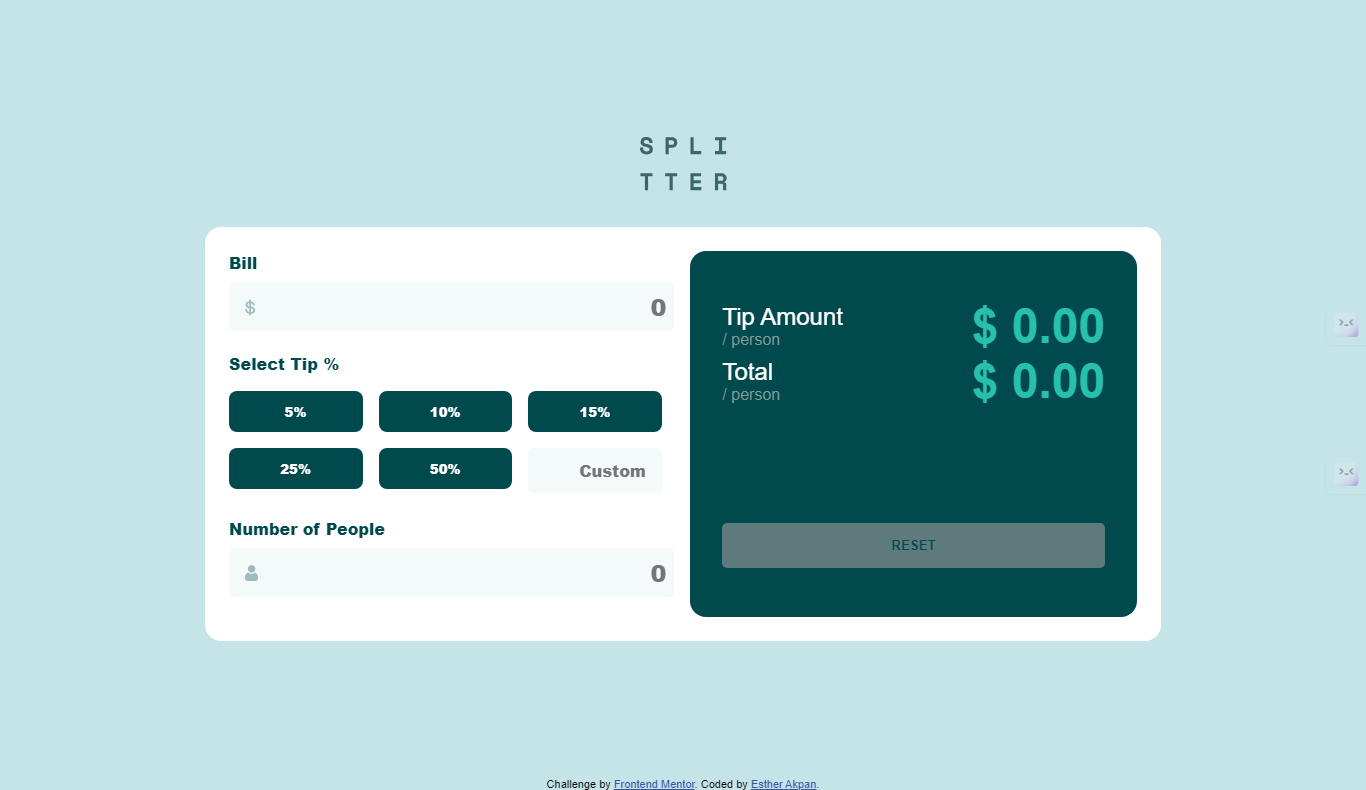 SPLI
TTER
Bill
$ 0
Select Tip %
5% 10% 15%
25% 50% Custom
Number of People
0
Tip Amount
/ person
$ 0.00
Total
/ person
$ 0.00
RESET
Challenge by Frontend Mentor. Coded by Esther Akpan.